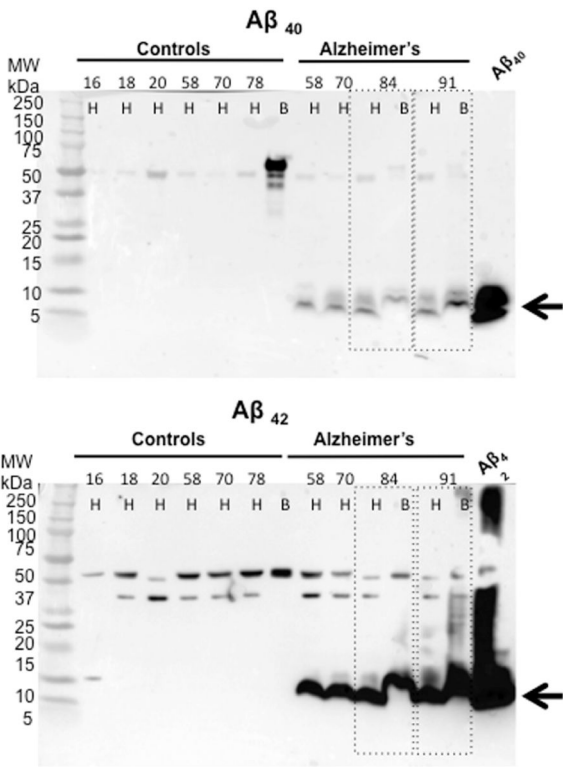 Aβ 40
Controls Alzheimer's
MW
kDa
16 18 20 58 70 78 58 70 84 91 Aβ40
H H H H H H B H H H B H B
250
150
100
75
50
37
25
20
15
10
5
Aβ 42
Controls Alzheimer's
MW
kDa
16 18 20 58 70 78 58 70 84 91 Aβ4
2
H H H H H H B H H H B H B
250
150
100
75
50
37
25
20
15
10
5